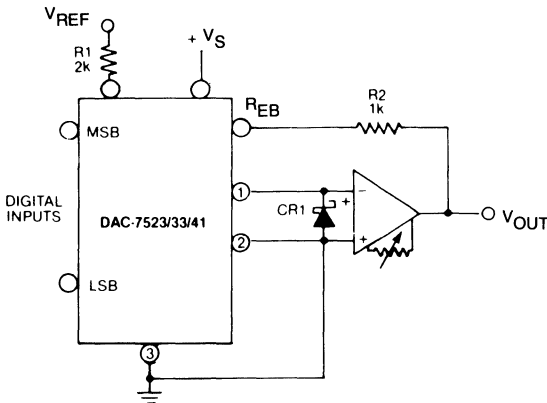 VREF
R1
2k
+ VS
REB
R2
1k
MSB
DIGITAL
INPUTS
DAC-7523/33/41
1
CR1
+
−
VOUT
2
+
LSB
3